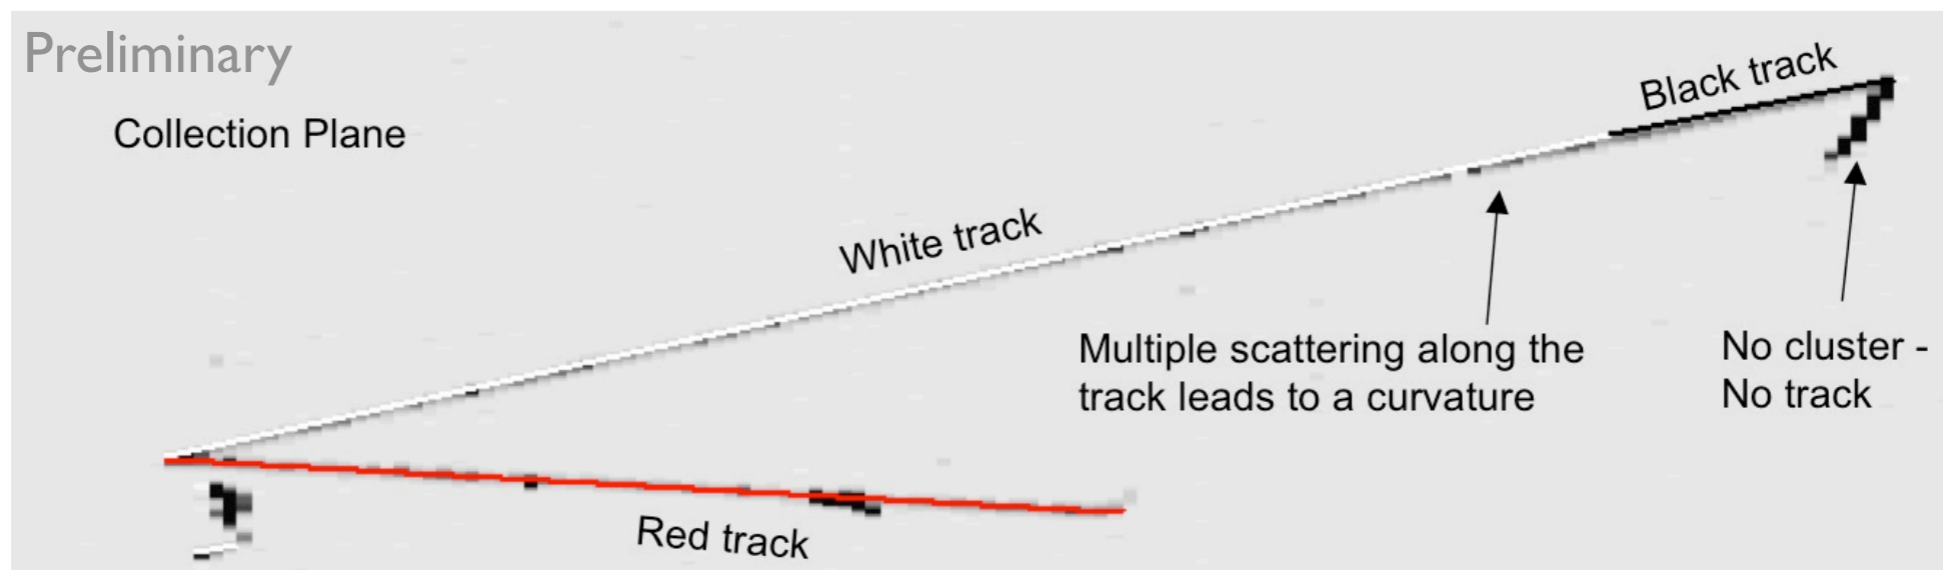 Preliminary
Collection Plane
Black track
White track
Multiple scattering along the
track leads to a curvature
No cluster -
No track
Red track